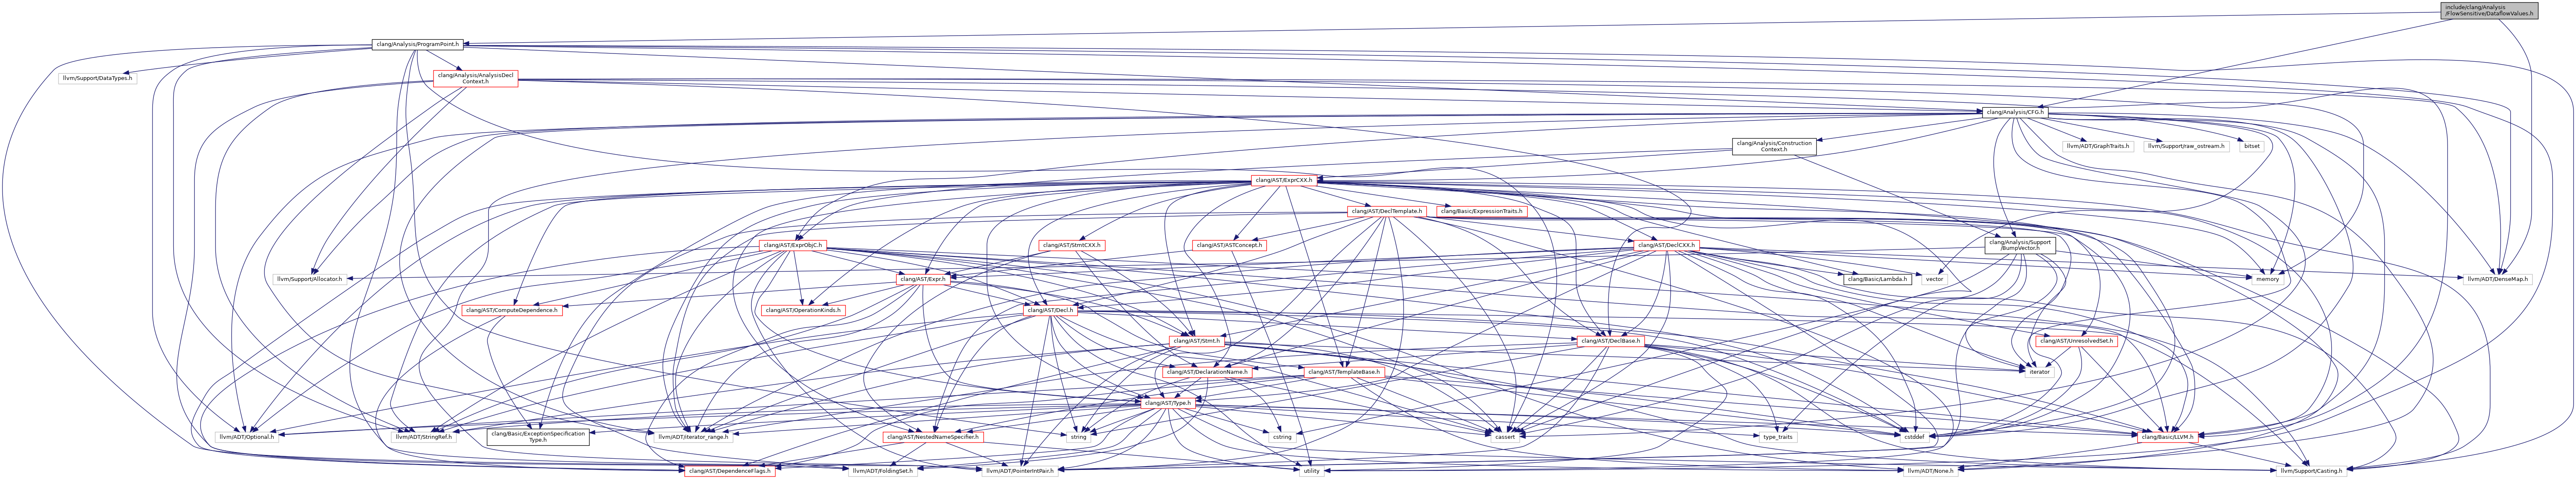 include/clang/Analysis
/FlowSensitive/DataflowValues.h
clang/Analysis/ProgramPoint.h
llvm/Support/DataTypes.h
clang/Analysis/AnalysisDecl
Context.h
clang/Analysis/CFG.h
clang/Analysis/Construction
Context.h
llvm/ADT/GraphTraits.h
llvm/Support/raw_ostream.h
bitset
clang/AST/ExprCXX.h
clang/AST/DeclTemplate.h
clang/Basic/ExpressionTraits.h
clang/AST/ExprObjC.h
clang/AST/StmtCXX.h
clang/AST/ASTConcept.h
clang/AST/DeclCXX.h
clang/Analysis/Support
/BumpVector.h
llvm/Support/Allocator.h
clang/AST/Expr.h
clang/Basic/Lambda.h
vector
memory
llvm/ADT/DenseMap.h
clang/AST/ComputeDependence.h
clang/AST/OperationKinds.h
clang/AST/Decl.h
clang/AST/Stmt.h
clang/AST/DeclBase.h
clang/AST/UnresolvedSet.h
clang/AST/DeclarationName.h
clang/AST/TemplateBase.h
iterator
clang/AST/Type.h
llvm/ADT/Optional.h
llvm/ADT/StringRef.h
clang/Basic/ExceptionSpecification
Type.h
llvm/ADT/iterator_range.h
clang/AST/NestedNameSpecifier.h
string
cstring
cassert
type_traits
cstddef
clang/Basic/LLVM.h
clang/AST/DependenceFlags.h
llvm/ADT/FoldingSet.h
llvm/ADT/PointerIntPair.h
utility
llvm/ADT/None.h
llvm/Support/Casting.h